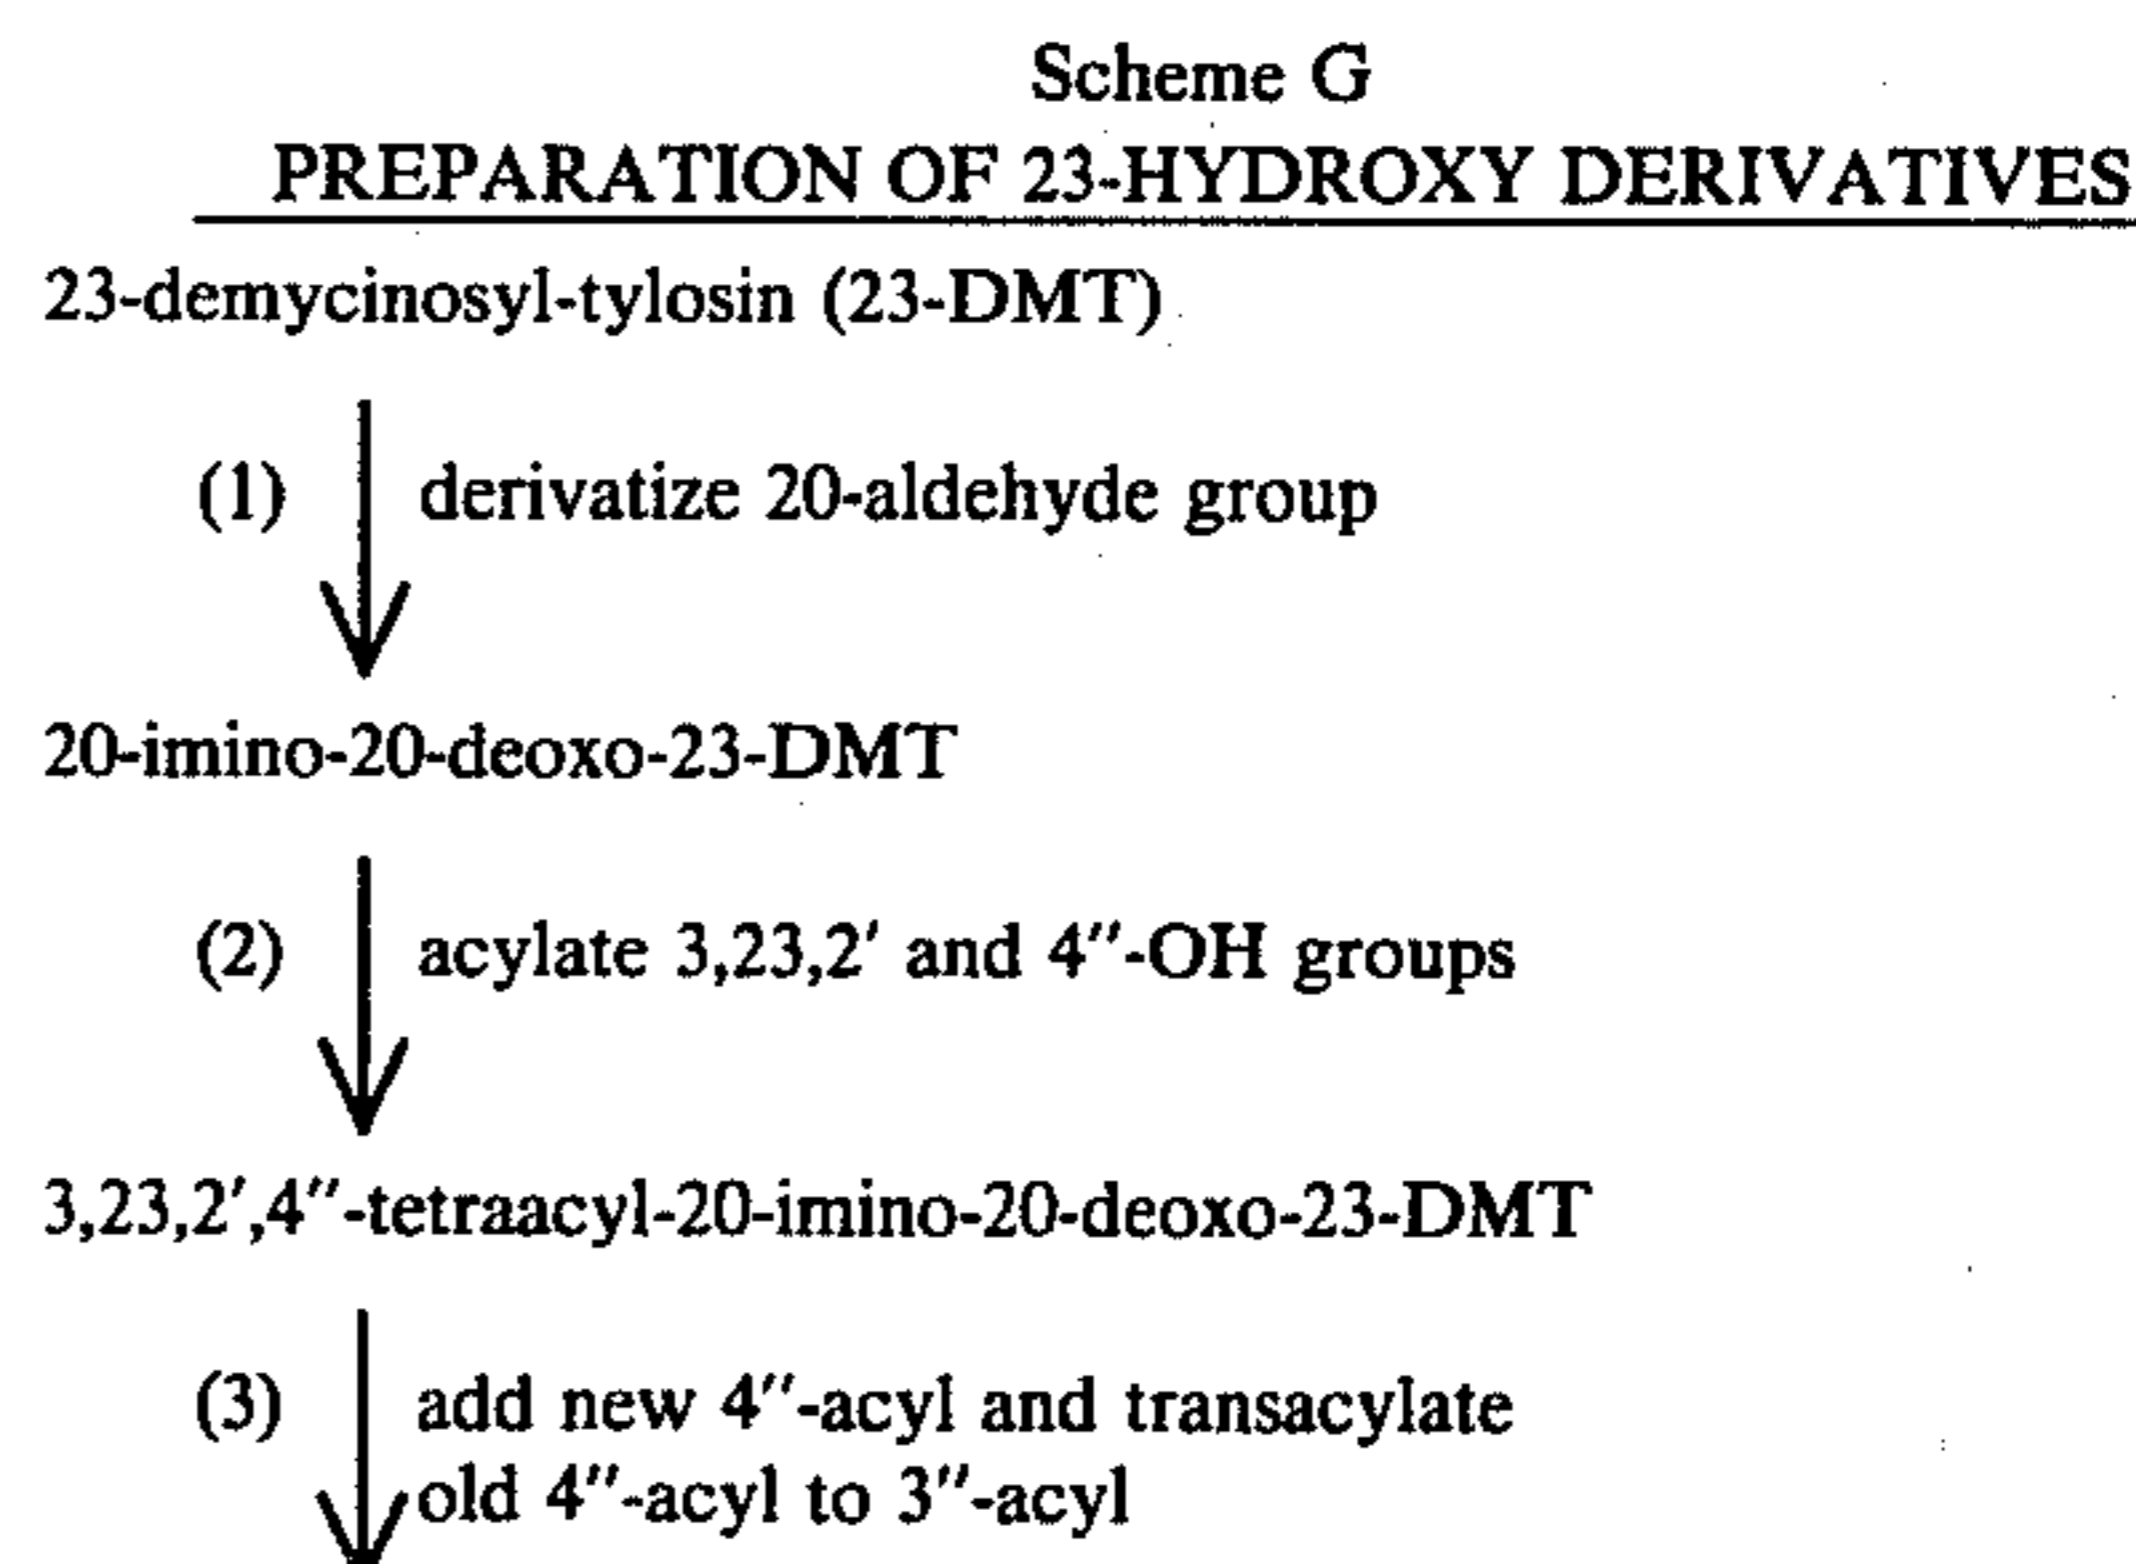 Scheme G
PREPARATION OF 23-HYDROXY DERIVATIVES
23-demycinosyl-tylosin (23-DMT)
(1) derivatize 20-aldehyde group
20-imino-20-deoxo-23-DMT
(2) acylate 3,23,2′ and 4″-OH groups
3,23,2′,4″-tetraacyl-20-imino-20-deoxo-23-DMT
(3) add new 4″-acyl and transacylate
old 4″-acyl to 3″-acyl